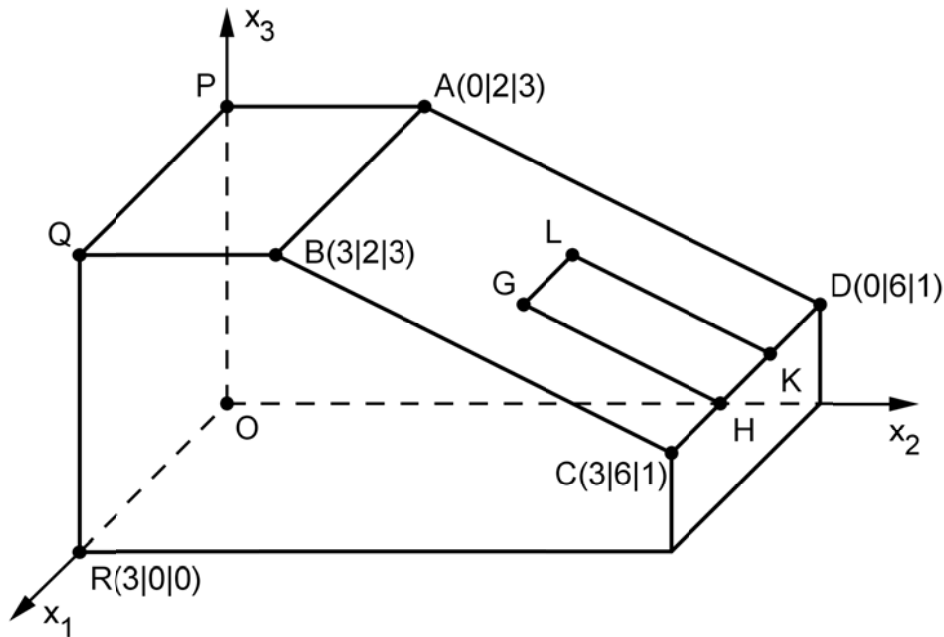 x3
P
A(0|2|3)
Q
B(3|2|3)
L
G
D(0|6|1)
K
O
H
x2
C(3|6|1)
R(3|0|0)
x1